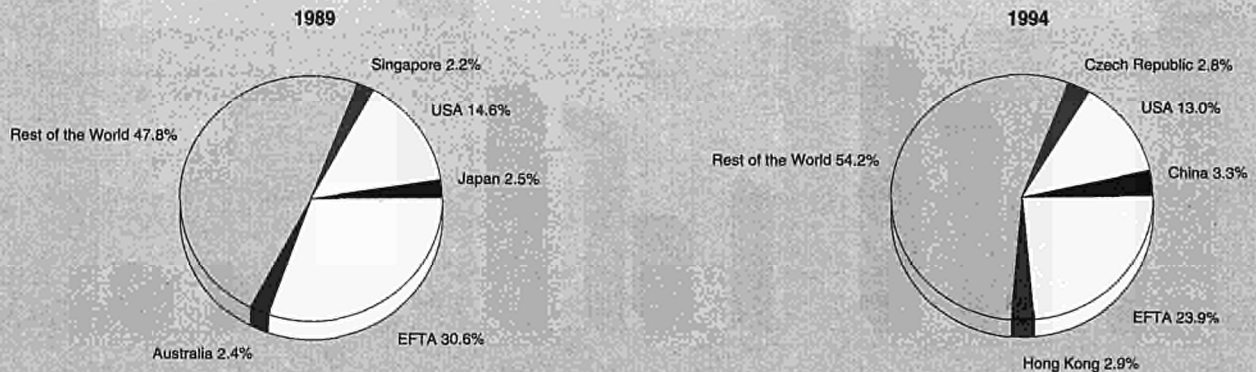 1989
Singapore 2.2%
USA 14.6%
Rest of the World 47.8%
Japan 2.5%
EFTA 30.6%
Australia 2.4%
1994
Czech Republic 2.8%
USA 13.0%
Rest of the World 54.2%
China 3.3%
EFTA 23.9%
Hong Kong 2.9%